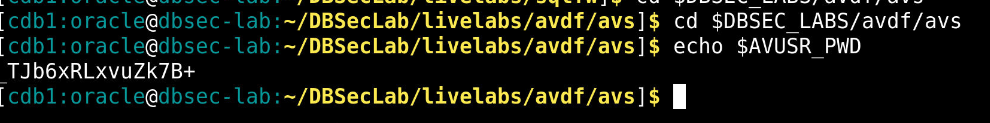 [cdb1:oracle@dbsec-lab:~/DBSecLab/livelabs/sqlfw]$ cd $DBSEC_LABS/avdf/avs
[cdb1:oracle@dbsec-lab:~/DBSecLab/livelabs/avdf/avs]$ cd $DBSEC_LABS/avdf/avs
[cdb1:oracle@dbsec-lab:~/DBSecLab/livelabs/avdf/avs]$ echo $AVUSR_PWD
_TJb6xRLxvuZk7B+
[cdb1:oracle@dbsec-lab:~/DBSecLab/livelabs/avdf/avs]$